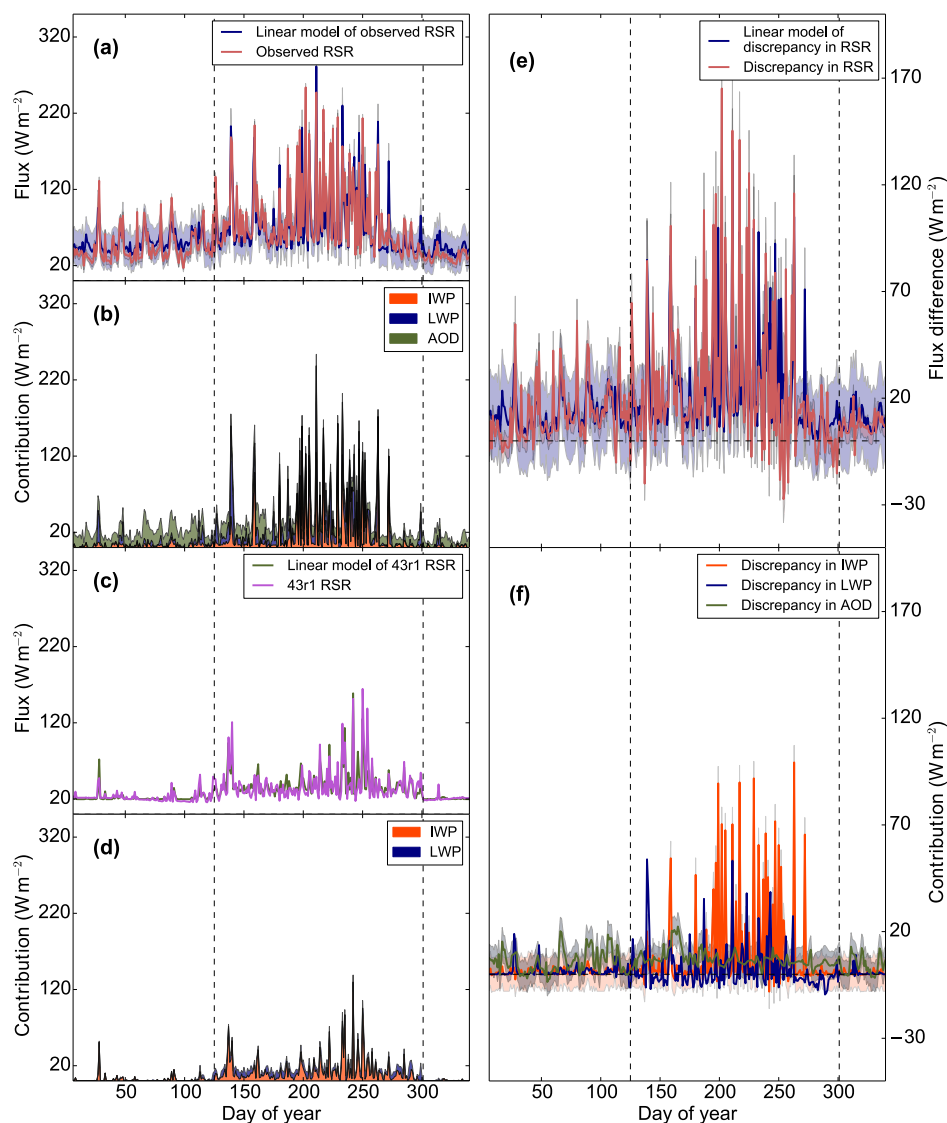 (a)
Linear model of observed RSR
Observed RSR
Flux (W m⁻²)
320
220
120
20
(b)
IWP
LWP
AOD
Contribution (W m⁻²)
320
220
120
20
(c)
Linear model of 43r1 RSR
43r1 RSR
Flux (W m⁻²)
320
220
120
20
(d)
IWP
LWP
Contribution (W m⁻²)
320
220
120
20
50 100 150 200 250 300
Day of year
(e)
Linear model of
discrepancy in RSR
Discrepancy in RSR
Flux difference (W m⁻²)
170
120
70
20
−30
(f)
Discrepancy in IWP
Discrepancy in LWP
Discrepancy in AOD
Contribution (W m⁻²)
170
120
70
20
−30
50 100 150 200 250 300
Day of year